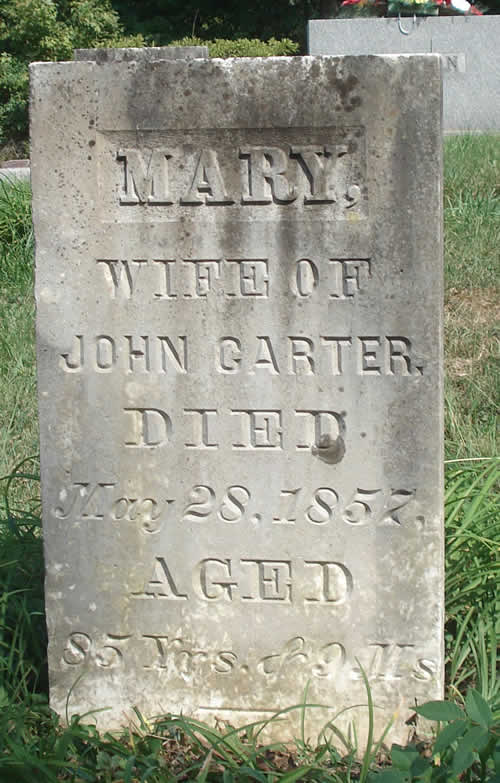 MARY,
WIFE OF
JOHN CARTER.
DIED
May 28, 1857,
AGED
85 Yrs. & 9 Ms